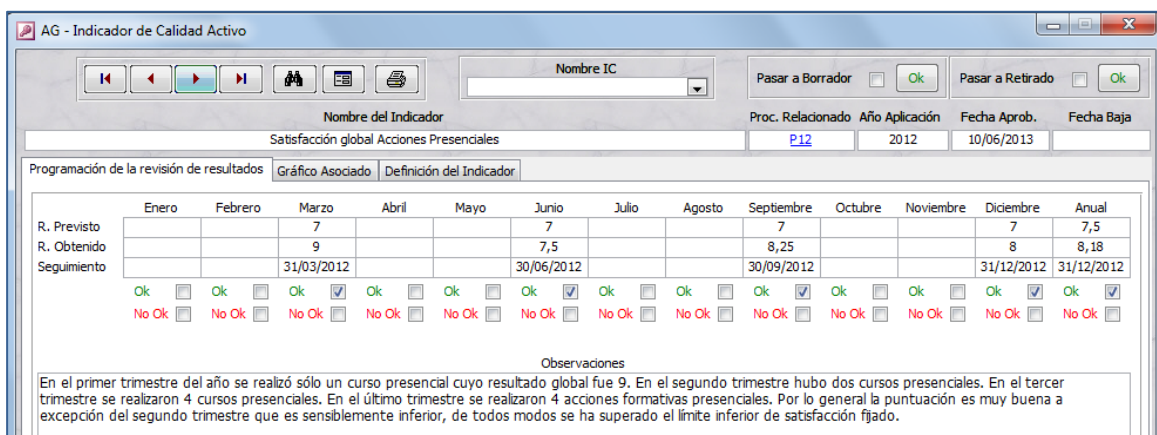 AG - Indicador de Calidad Activo
Nombre IC
Pasar a Borrador Ok Pasar a Retirado Ok
Nombre del Indicador Proc. Relacionado Año Aplicación Fecha Aprob. Fecha Baja
Satisfacción global Acciones Presenciales P12 2012 10/06/2013
Programación de la revisión de resultados Gráfico Asociado Definición del Indicador
Enero Febrero Marzo Abril Mayo Junio Julio Agosto Septiembre Octubre Noviembre Diciembre Anual
R. Previsto 7 7 7 7 7,5
R. Obtenido 9 7,5 8,25 8 8,18
Seguimiento 31/03/2012 30/06/2012 30/09/2012 31/12/2012 31/12/2012
Ok Ok Ok Ok Ok Ok Ok Ok Ok Ok Ok Ok Ok
No Ok No Ok No Ok No Ok No Ok No Ok No Ok No Ok No Ok No Ok No Ok No Ok No Ok
Observaciones
En el primer trimestre del año se realizó sólo un curso presencial cuyo resultado global fue 9. En el segundo trimestre hubo dos cursos presenciales. En el tercer
trimestre se realizaron 4 cursos presenciales. En el último trimestre se realizaron 4 acciones formativas presenciales. Por lo general la puntuación es muy buena a
excepción del segundo trimestre que es sensiblemente inferior, de todos modos se ha superado el límite inferior de satisfacción fijado.